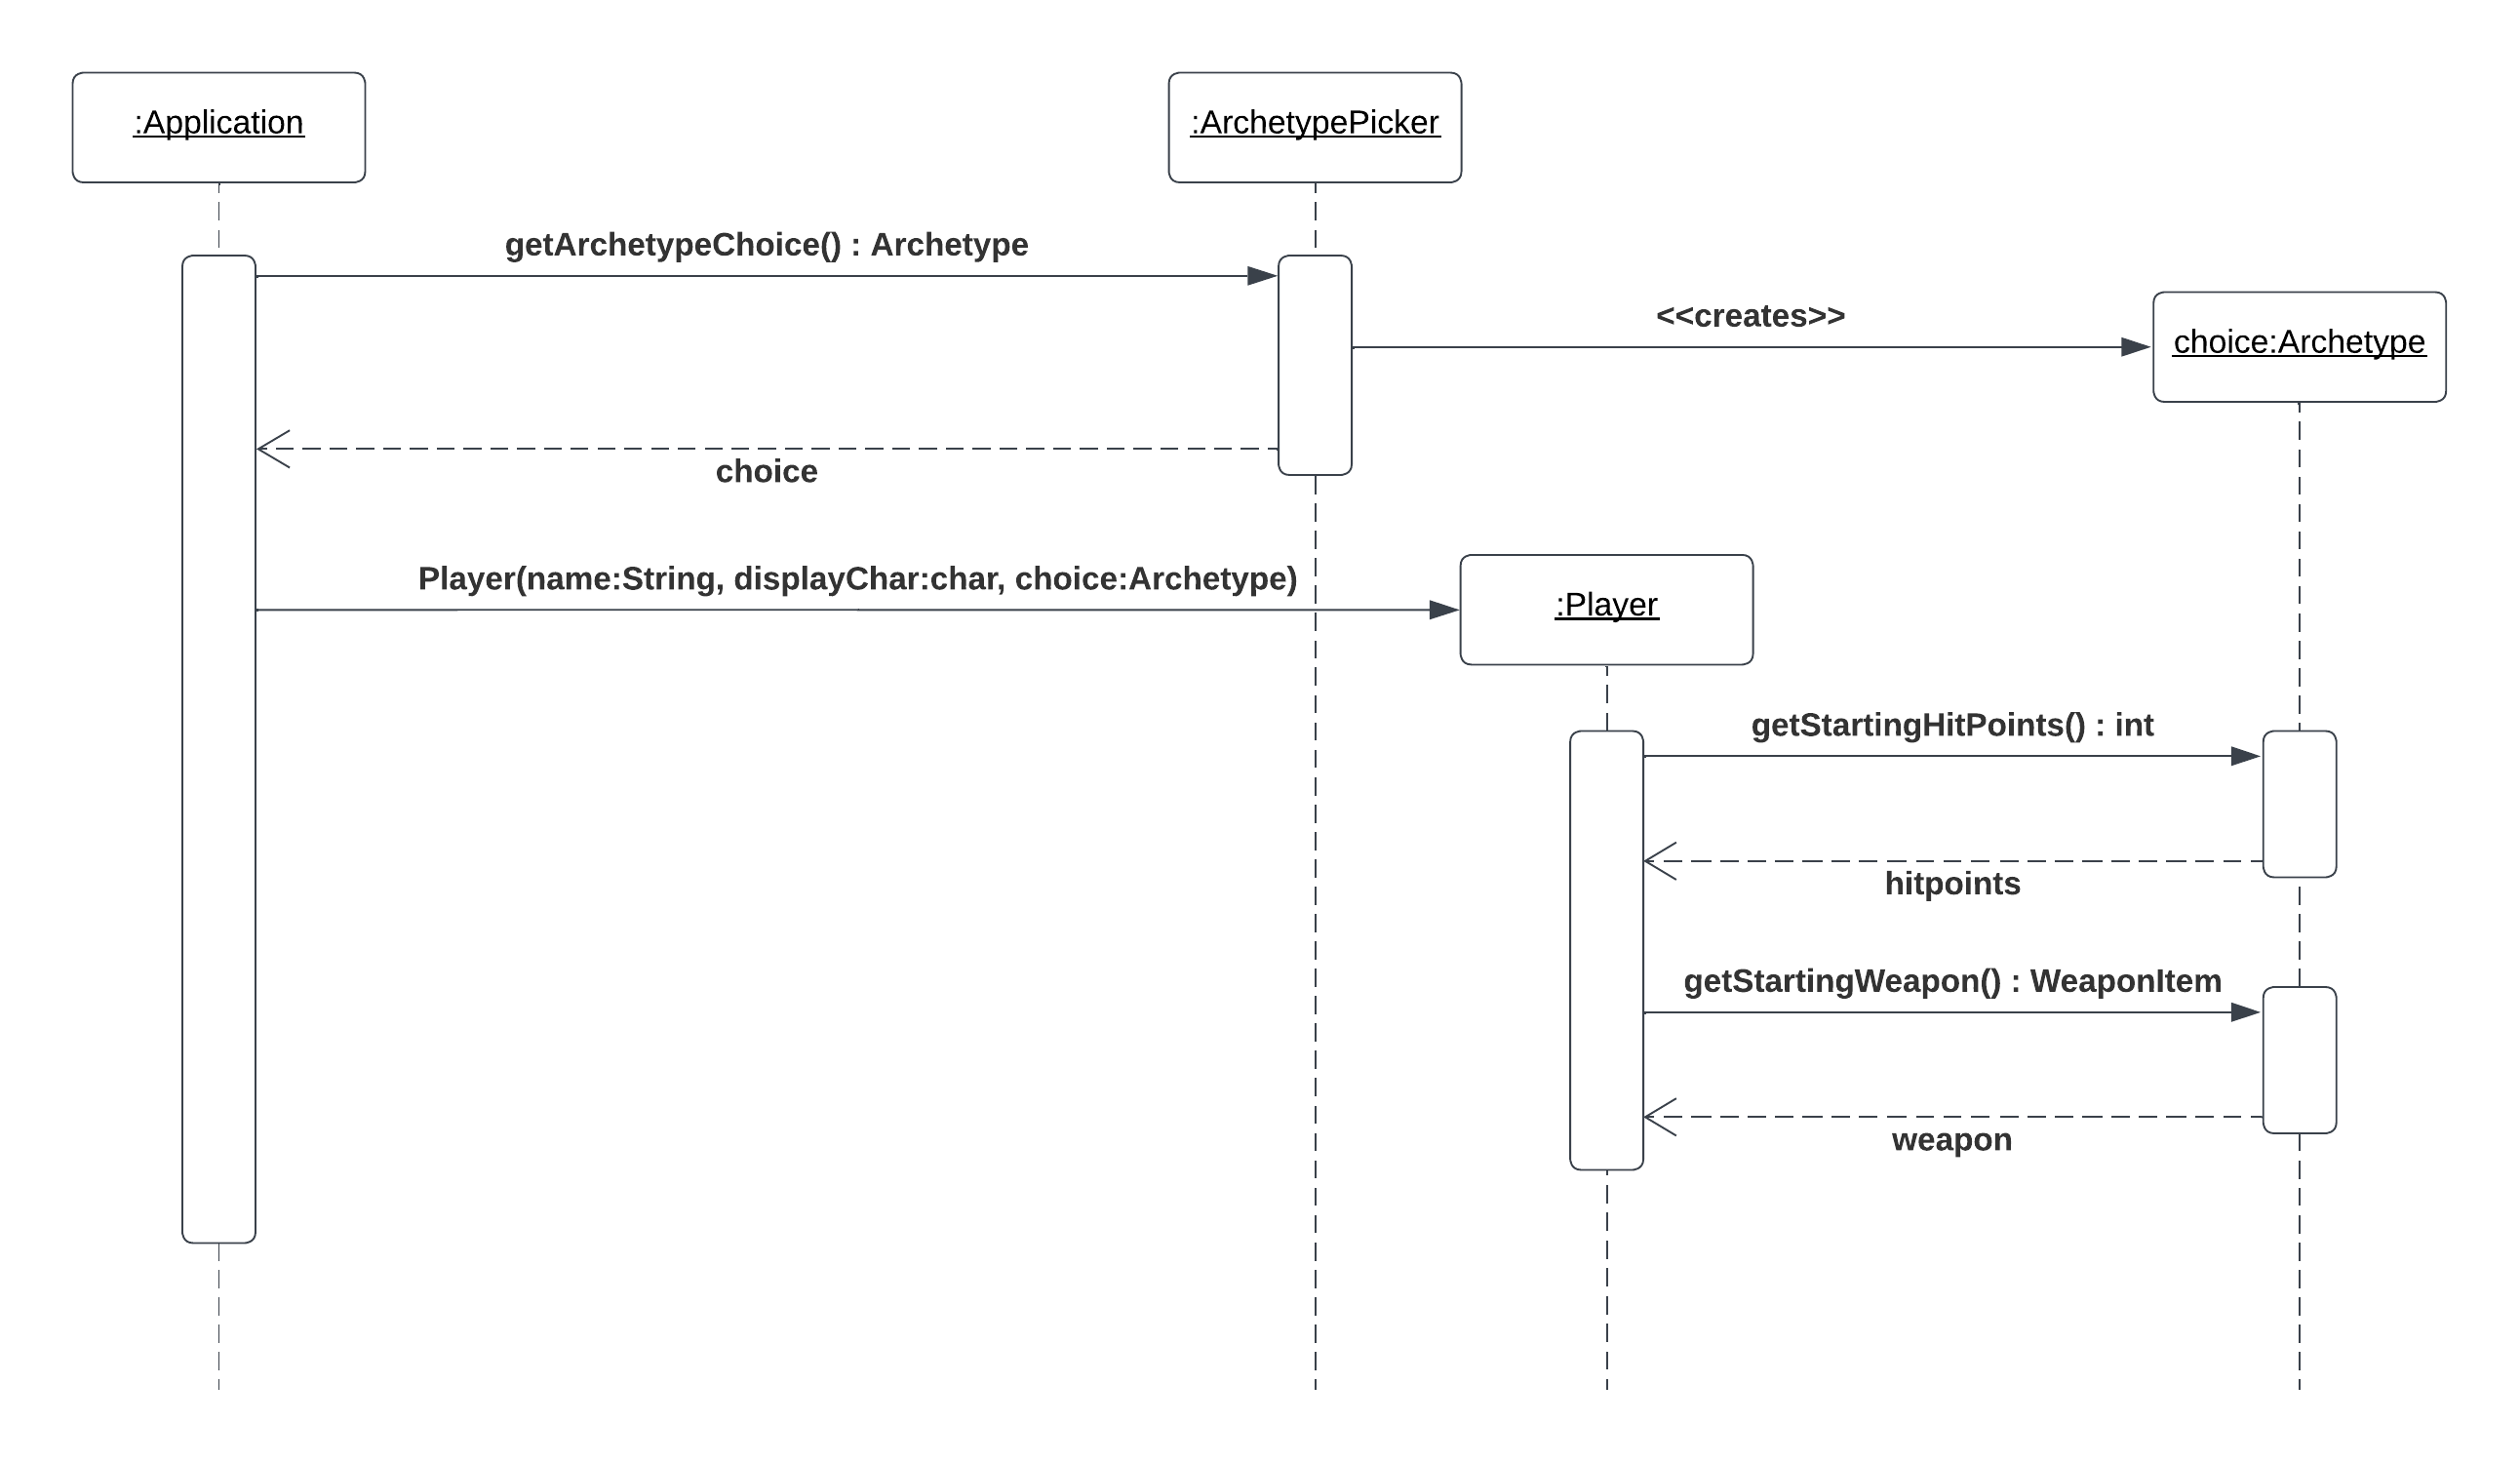 :Application
:ArchetypePicker
getArchetypeChoice() : Archetype
<<creates>>
choice:Archetype
choice
Player(name:String, displayChar:char, choice:Archetype)
:Player
getStartingHitPoints() : int
hitpoints
getStartingWeapon() : WeaponItem
weapon